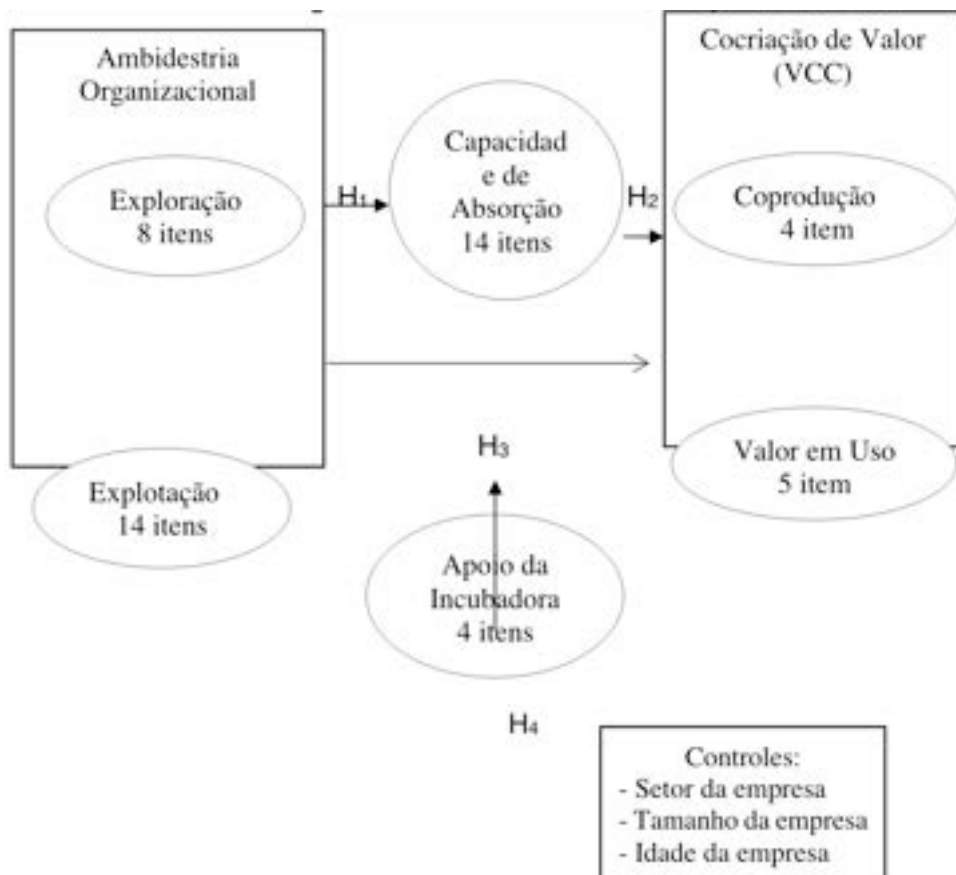 Ambidestria
Organizacional
Exploração
8 itens
Explotação
14 itens
H₁
Capacidad
e de
Absorção
14 itens
H₂
Cocriação de Valor
(VCC)
Coprodução
4 item
Valor em Uso
5 item
H₃
Apoio da
Incubadora
4 itens
H₄
Controles:
- Setor da empresa
- Tamanho da empresa
- Idade da empresa